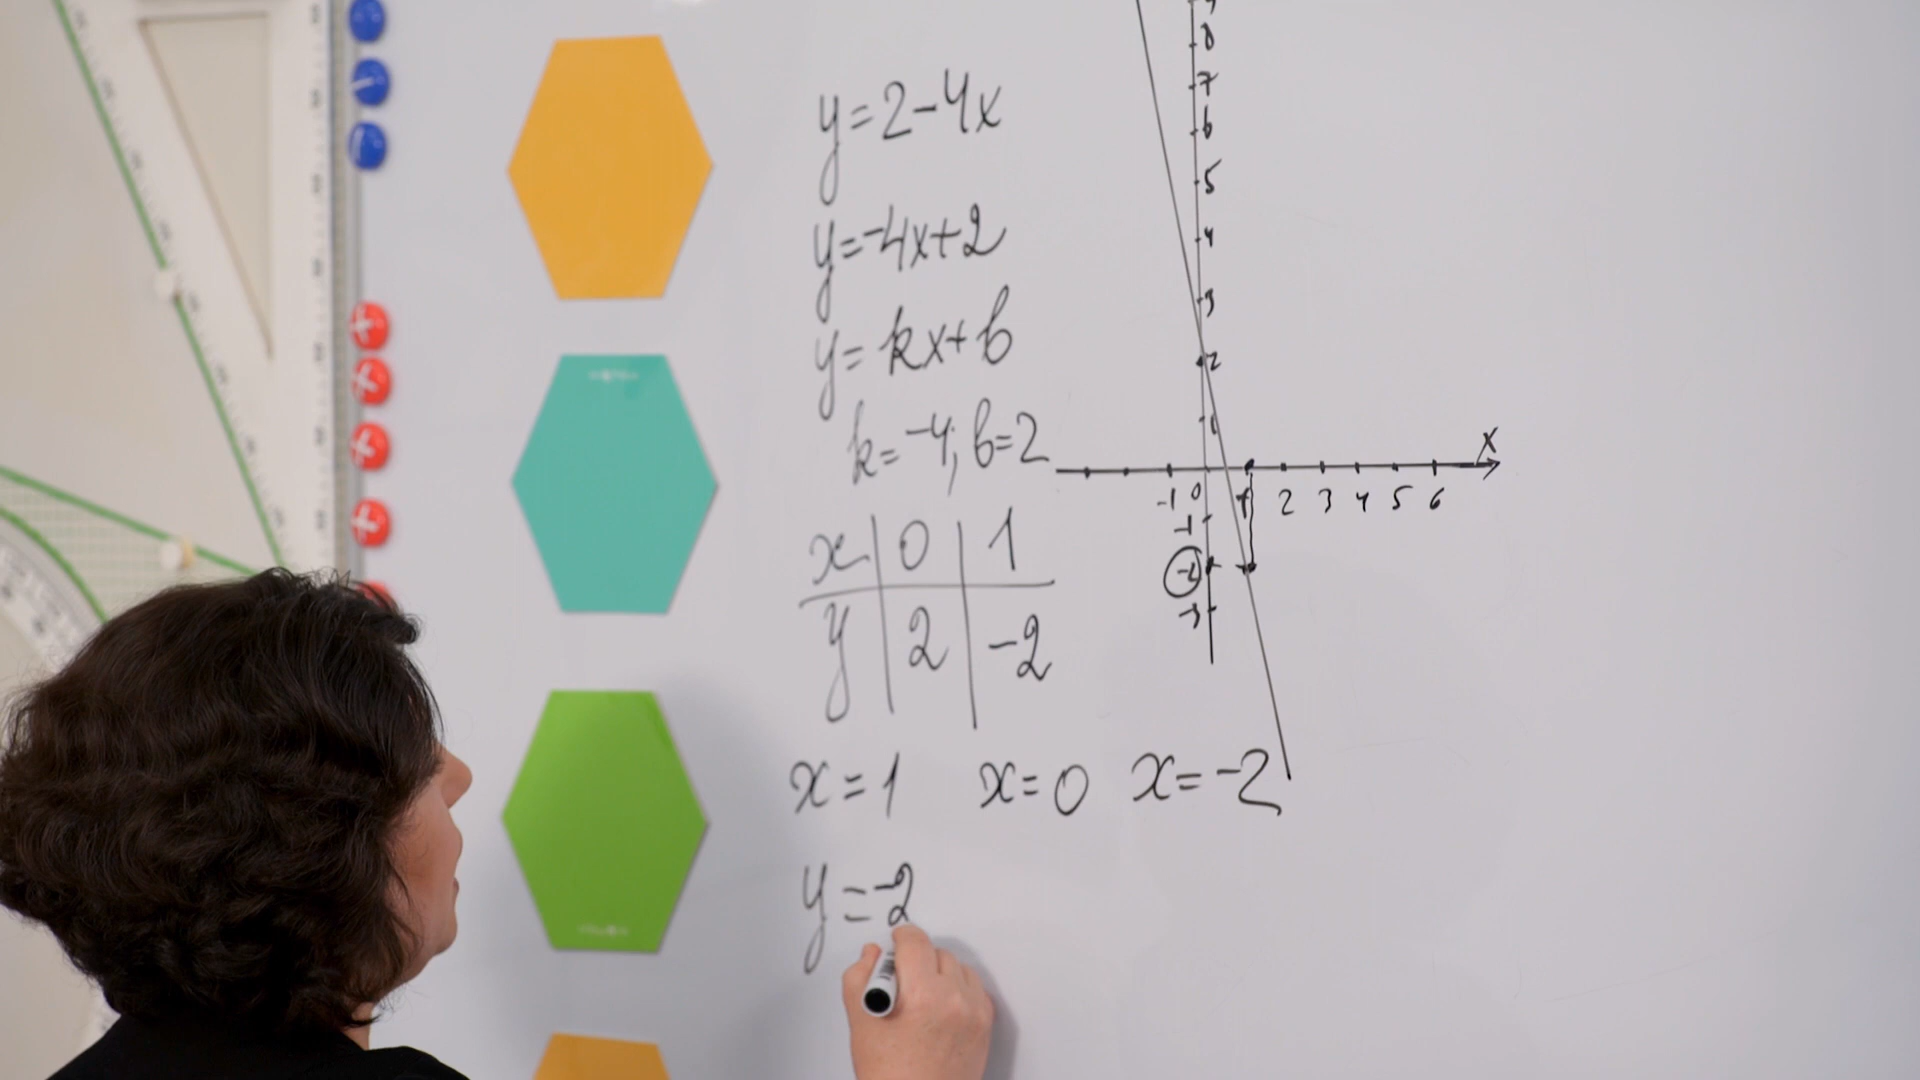 y=2-4x
y=-4x+2
y=kx+b
k=-4; b=2
x 0 1
y 2 -2
x=1 x=0 x=-2
y=-2
8
7
6
5
4
3
2
1
X
-1 0 1 2 3 4 5 6
-1
-2
-3